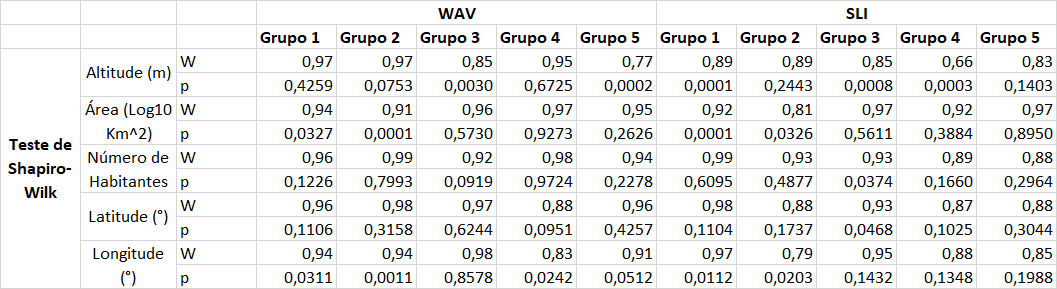 WAV SLI
Grupo 1 Grupo 2 Grupo 3 Grupo 4 Grupo 5 Grupo 1 Grupo 2 Grupo 3 Grupo 4 Grupo 5
Teste de Shapiro-Wilk
Altitude (m)
W 0,97 0,97 0,85 0,95 0,77 0,89 0,89 0,85 0,66 0,83
p 0,4259 0,0753 0,0030 0,6725 0,0002 0,0001 0,2443 0,0008 0,0003 0,1403
Área (Log10 Km^2)
W 0,94 0,91 0,96 0,97 0,95 0,92 0,81 0,97 0,92 0,97
p 0,0327 0,0001 0,5730 0,9273 0,2626 0,0001 0,0326 0,5611 0,3884 0,8950
Número de Habitantes
W 0,96 0,99 0,92 0,98 0,94 0,99 0,93 0,93 0,89 0,88
p 0,1226 0,7993 0,0919 0,9724 0,2278 0,6095 0,4877 0,0374 0,1660 0,2964
Latitude (°)
W 0,96 0,98 0,97 0,88 0,96 0,98 0,88 0,93 0,87 0,88
p 0,1106 0,3158 0,6244 0,0951 0,4257 0,1104 0,1737 0,0468 0,1025 0,3044
Longitude (°)
W 0,94 0,94 0,98 0,83 0,91 0,97 0,79 0,95 0,88 0,85
p 0,0311 0,0011 0,8578 0,0242 0,0512 0,0112 0,0203 0,1432 0,1348 0,1988